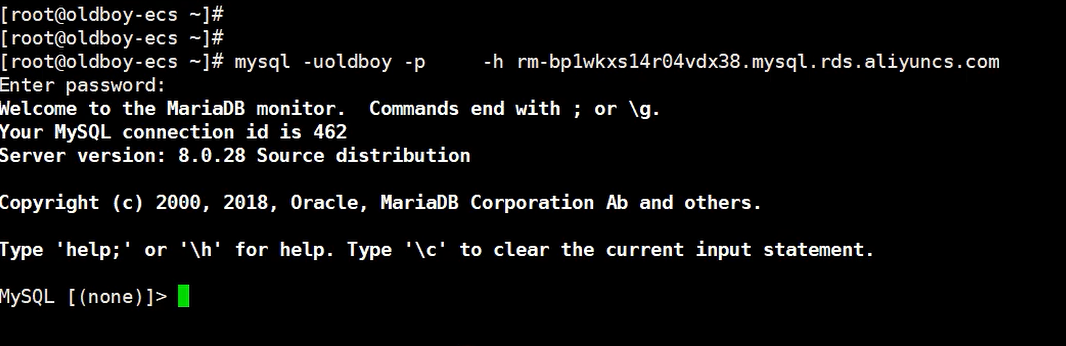 [root@oldboy-ecs ~]#
[root@oldboy-ecs ~]#
[root@oldboy-ecs ~]# mysql -uoldboy -p     -h rm-bp1wkxs14r04vdx38.mysql.rds.aliyuncs.com
Enter password:
Welcome to the MariaDB monitor.  Commands end with ; or \g.
Your MySQL connection id is 462
Server version: 8.0.28 Source distribution
Copyright (c) 2000, 2018, Oracle, MariaDB Corporation Ab and others.
Type 'help;' or '\h' for help. Type '\c' to clear the current input statement.
MySQL [(none)]>